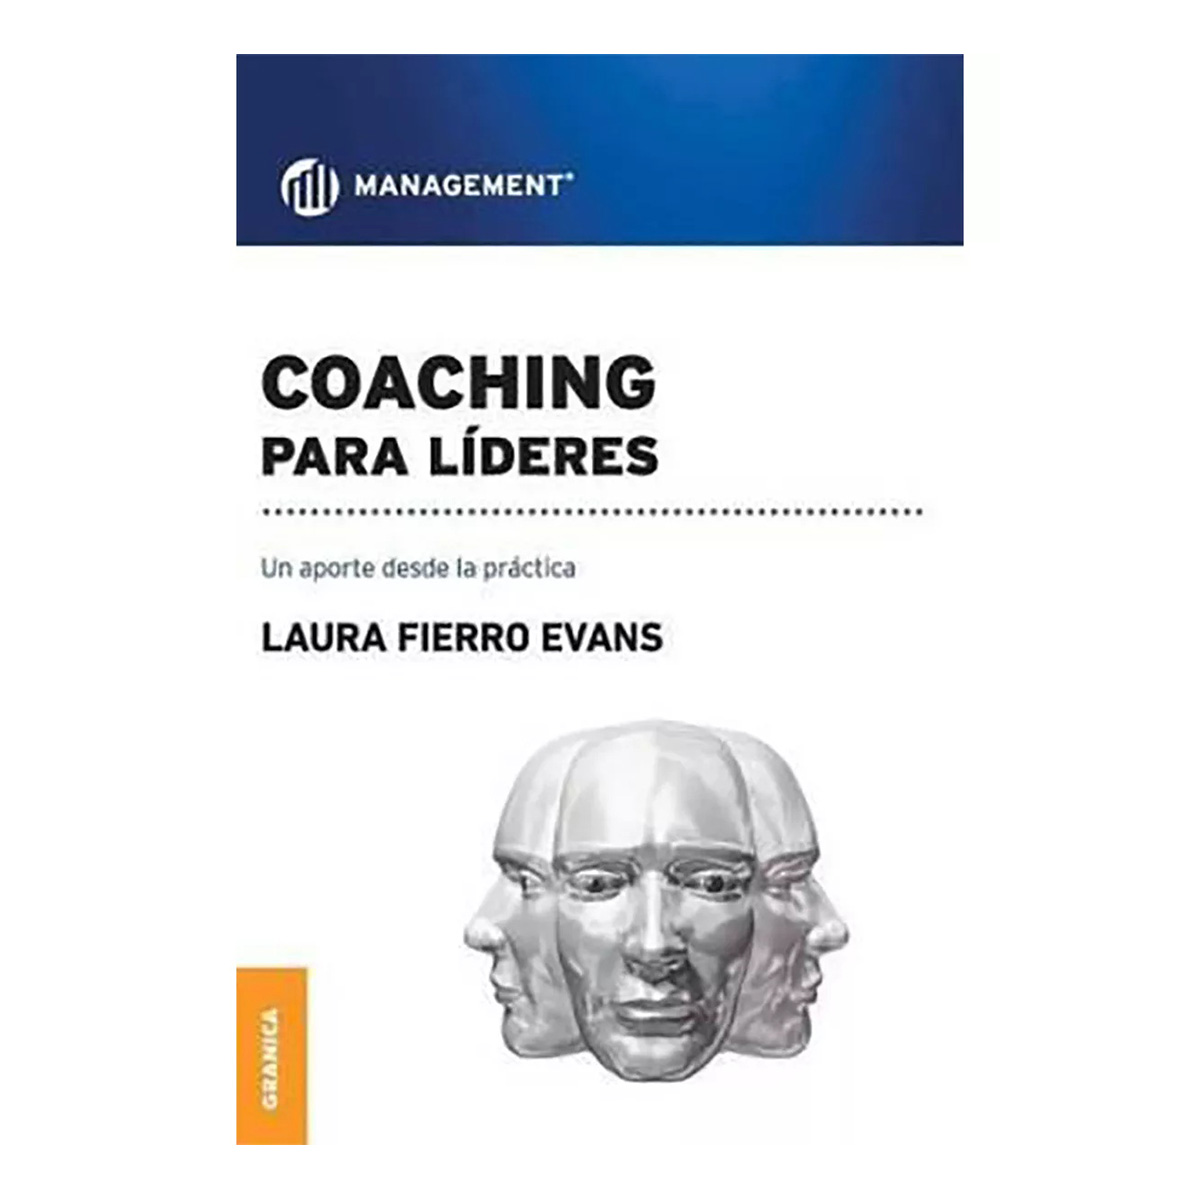 MANAGEMENT®
COACHING
PARA LÍDERES
Un aporte desde la práctica
LAURA FIERRO EVANS
GRANICA